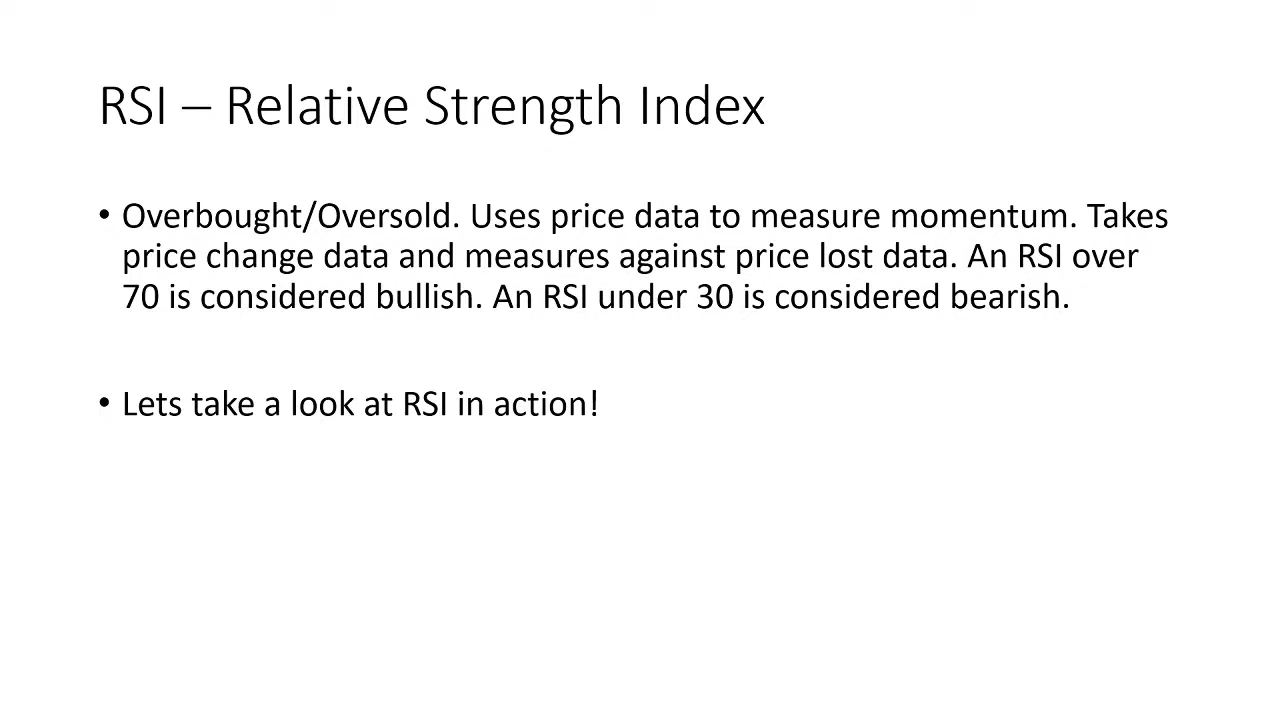 RSI – Relative Strength Index
• Overbought/Oversold. Uses price data to measure momentum. Takes
price change data and measures against price lost data. An RSI over
70 is considered bullish. An RSI under 30 is considered bearish.
• Lets take a look at RSI in action!